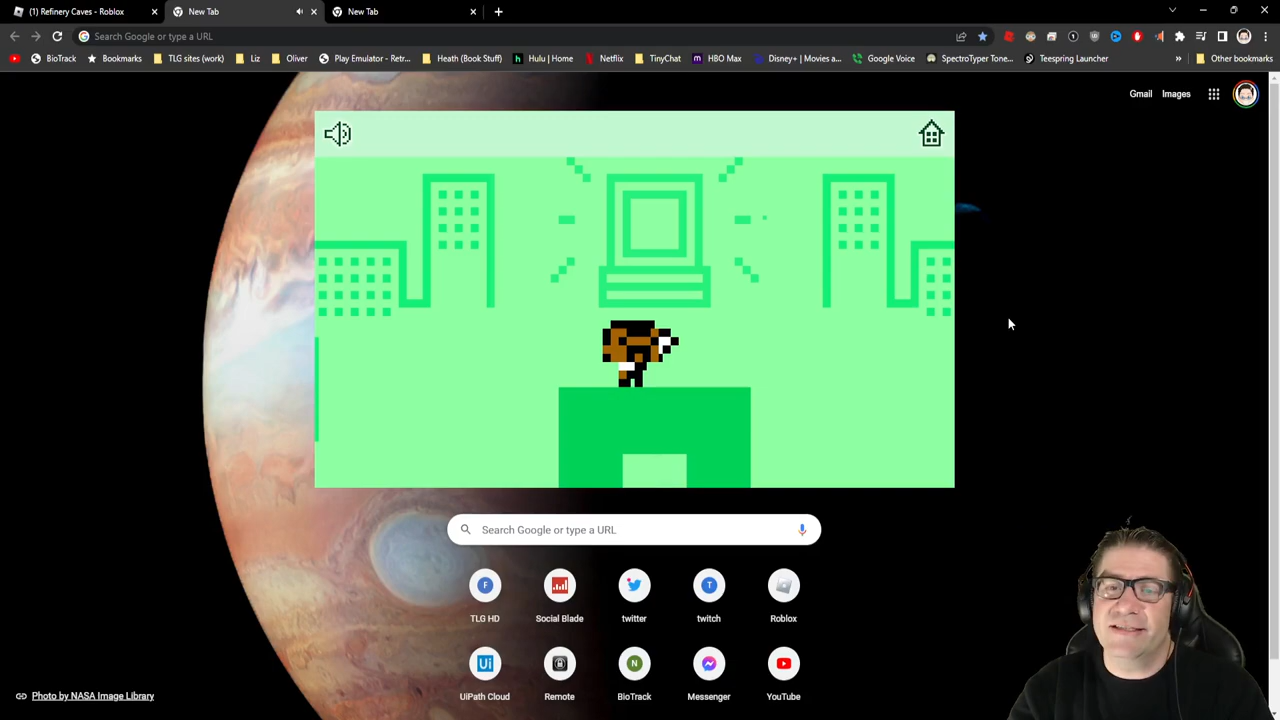 (1) Refinery Caves - Roblox
New Tab
New Tab
Search Google or type a URL
BioTrack
Bookmarks
TLG sites (work)
Liz
Oliver
Play Emulator - Retr...
Heath (Book Stuff)
h Hulu | Home
Netflix
TinyChat
HBO Max
Disney+ | Movies a...
Google Voice
SpectroTyper Tone...
Teespring Launcher
»
Other bookmarks
Gmail
Images
Search Google or type a URL
F
T
TLG HD
Social Blade
twitter
twitch
Roblox
Ui
N
UiPath Cloud
Remote
BioTrack
Messenger
YouTube
Photo by NASA Image Library